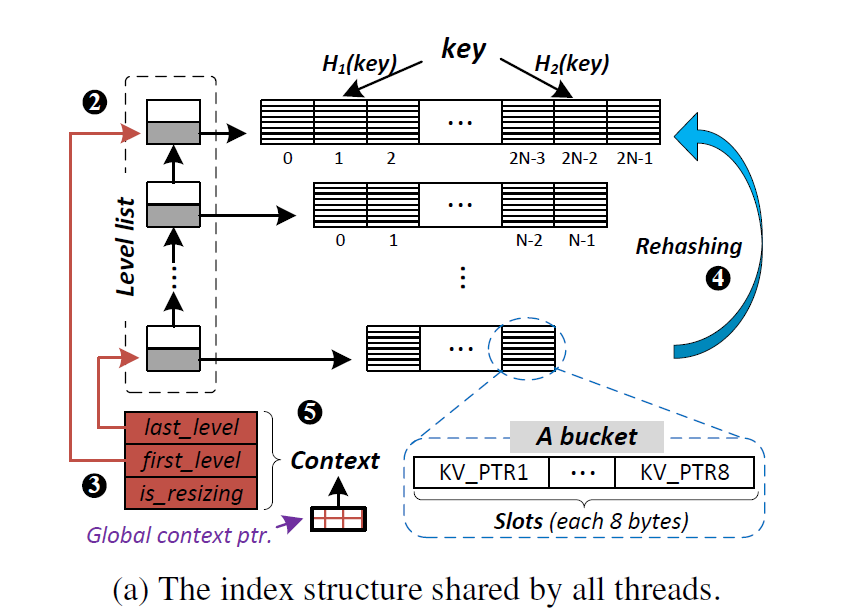 key
H1(key)
H2(key)
❷
...
0 1 2 2N-3 2N-2 2N-1
Level list
...
0 1 N-2 N-1
Rehashing
❹
...
...
...
❺
last_level
first_level
is_resizing
❸
Context
Global context ptr.
A bucket
KV_PTR1 ... KV_PTR8
Slots (each 8 bytes)
(a) The index structure shared by all threads.